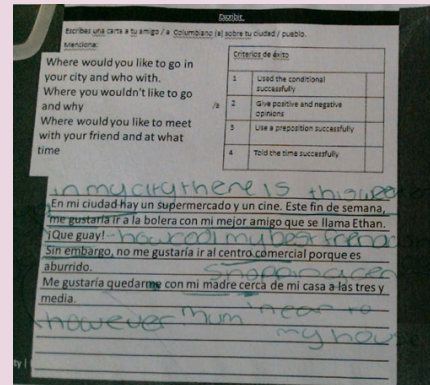 Escribir
Escribes una carta a tu amigo / a Columbiano (a) sobre tu ciudad / pueblo.
Menciona:
Where would you like to go in
your city and who with.
Where you wouldn't like to go
and why
Where would you like to meet
with your friend and at what
time
/a
Criterios de éxito
1 Used the conditional
successfully
2 Give positive and negative
opinions
3 Use a preposition successfully
4 Told the time successfully
in my city there is this
En mi ciudad hay un supermercado y un cine. Este fin de semana,
me gustaría ir a la bolera con mi mejor amigo que se llama Ethan.
¡Que guay! how cool my best friend
Sin embargo, no me gustaría ir al centro comercial porque es
aburrido.
shopping cen
Me gustaría quedarme con mi madre cerca de mi casa a las tres y
media.
however mum near to
my house
ty |